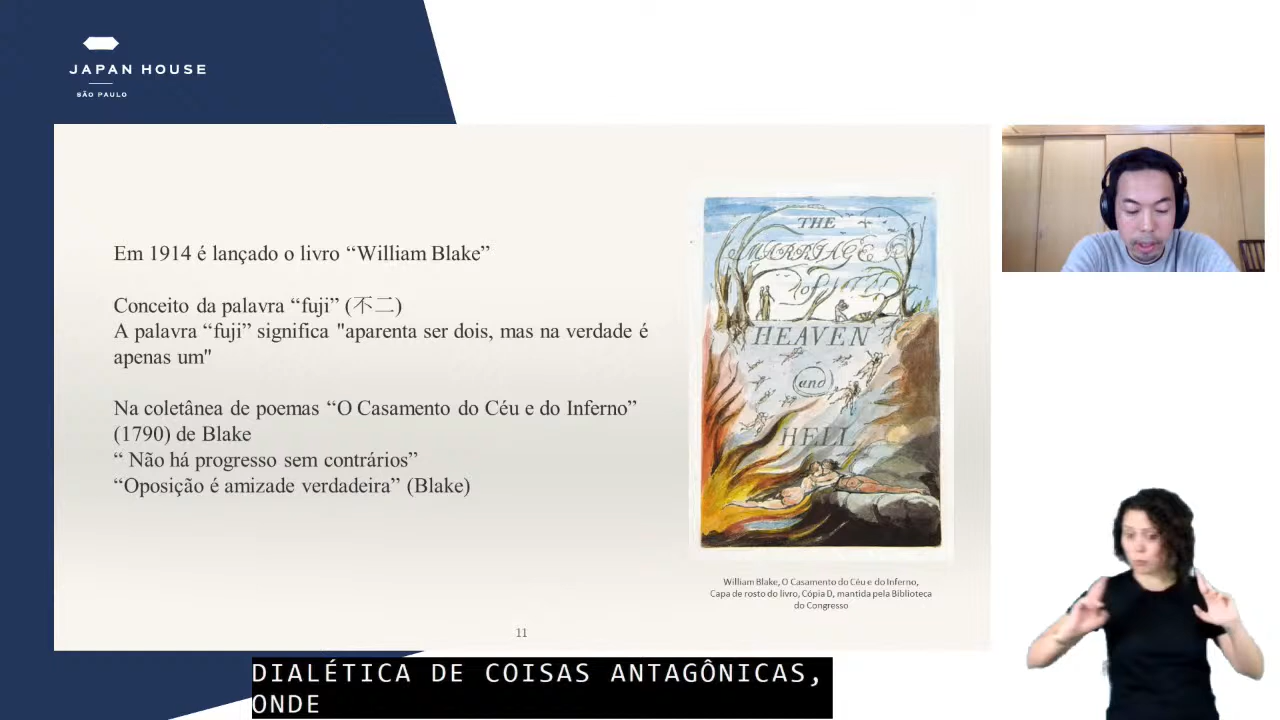 JAPAN HOUSE
SÃO PAULO
Em 1914 é lançado o livro “William Blake”
Conceito da palavra “fuji” (不二)
A palavra “fuji” significa "aparenta ser dois, mas na verdade é
apenas um"
Na coletânea de poemas “O Casamento do Céu e do Inferno”
(1790) de Blake
“ Não há progresso sem contrários”
“Oposição é amizade verdadeira” (Blake)
THE
MARRIAGE
of
HEAVEN
and
HELL
William Blake, O Casamento do Céu e do Inferno,
Capa de rosto do livro, Cópia D, mantida pela Biblioteca
do Congresso
11
DIALÉTICA DE COISAS ANTAGÔNICAS,
ONDE